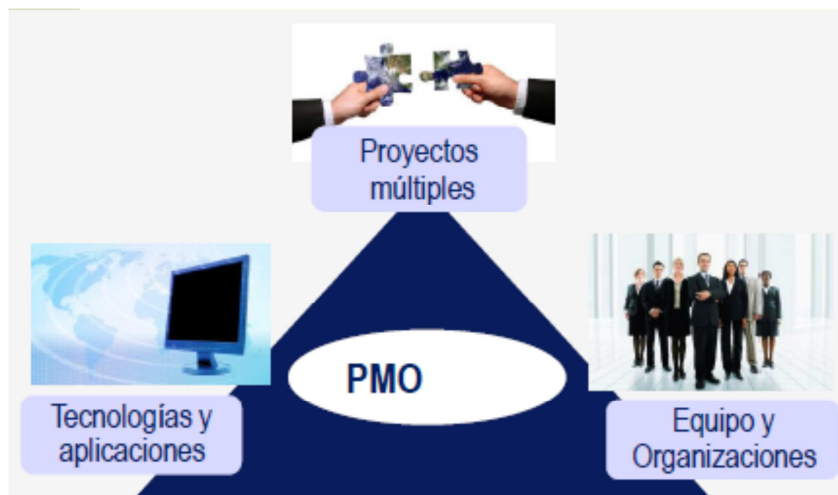 Proyectos
múltiples
PMO
Tecnologías y
aplicaciones
Equipo y
Organizaciones